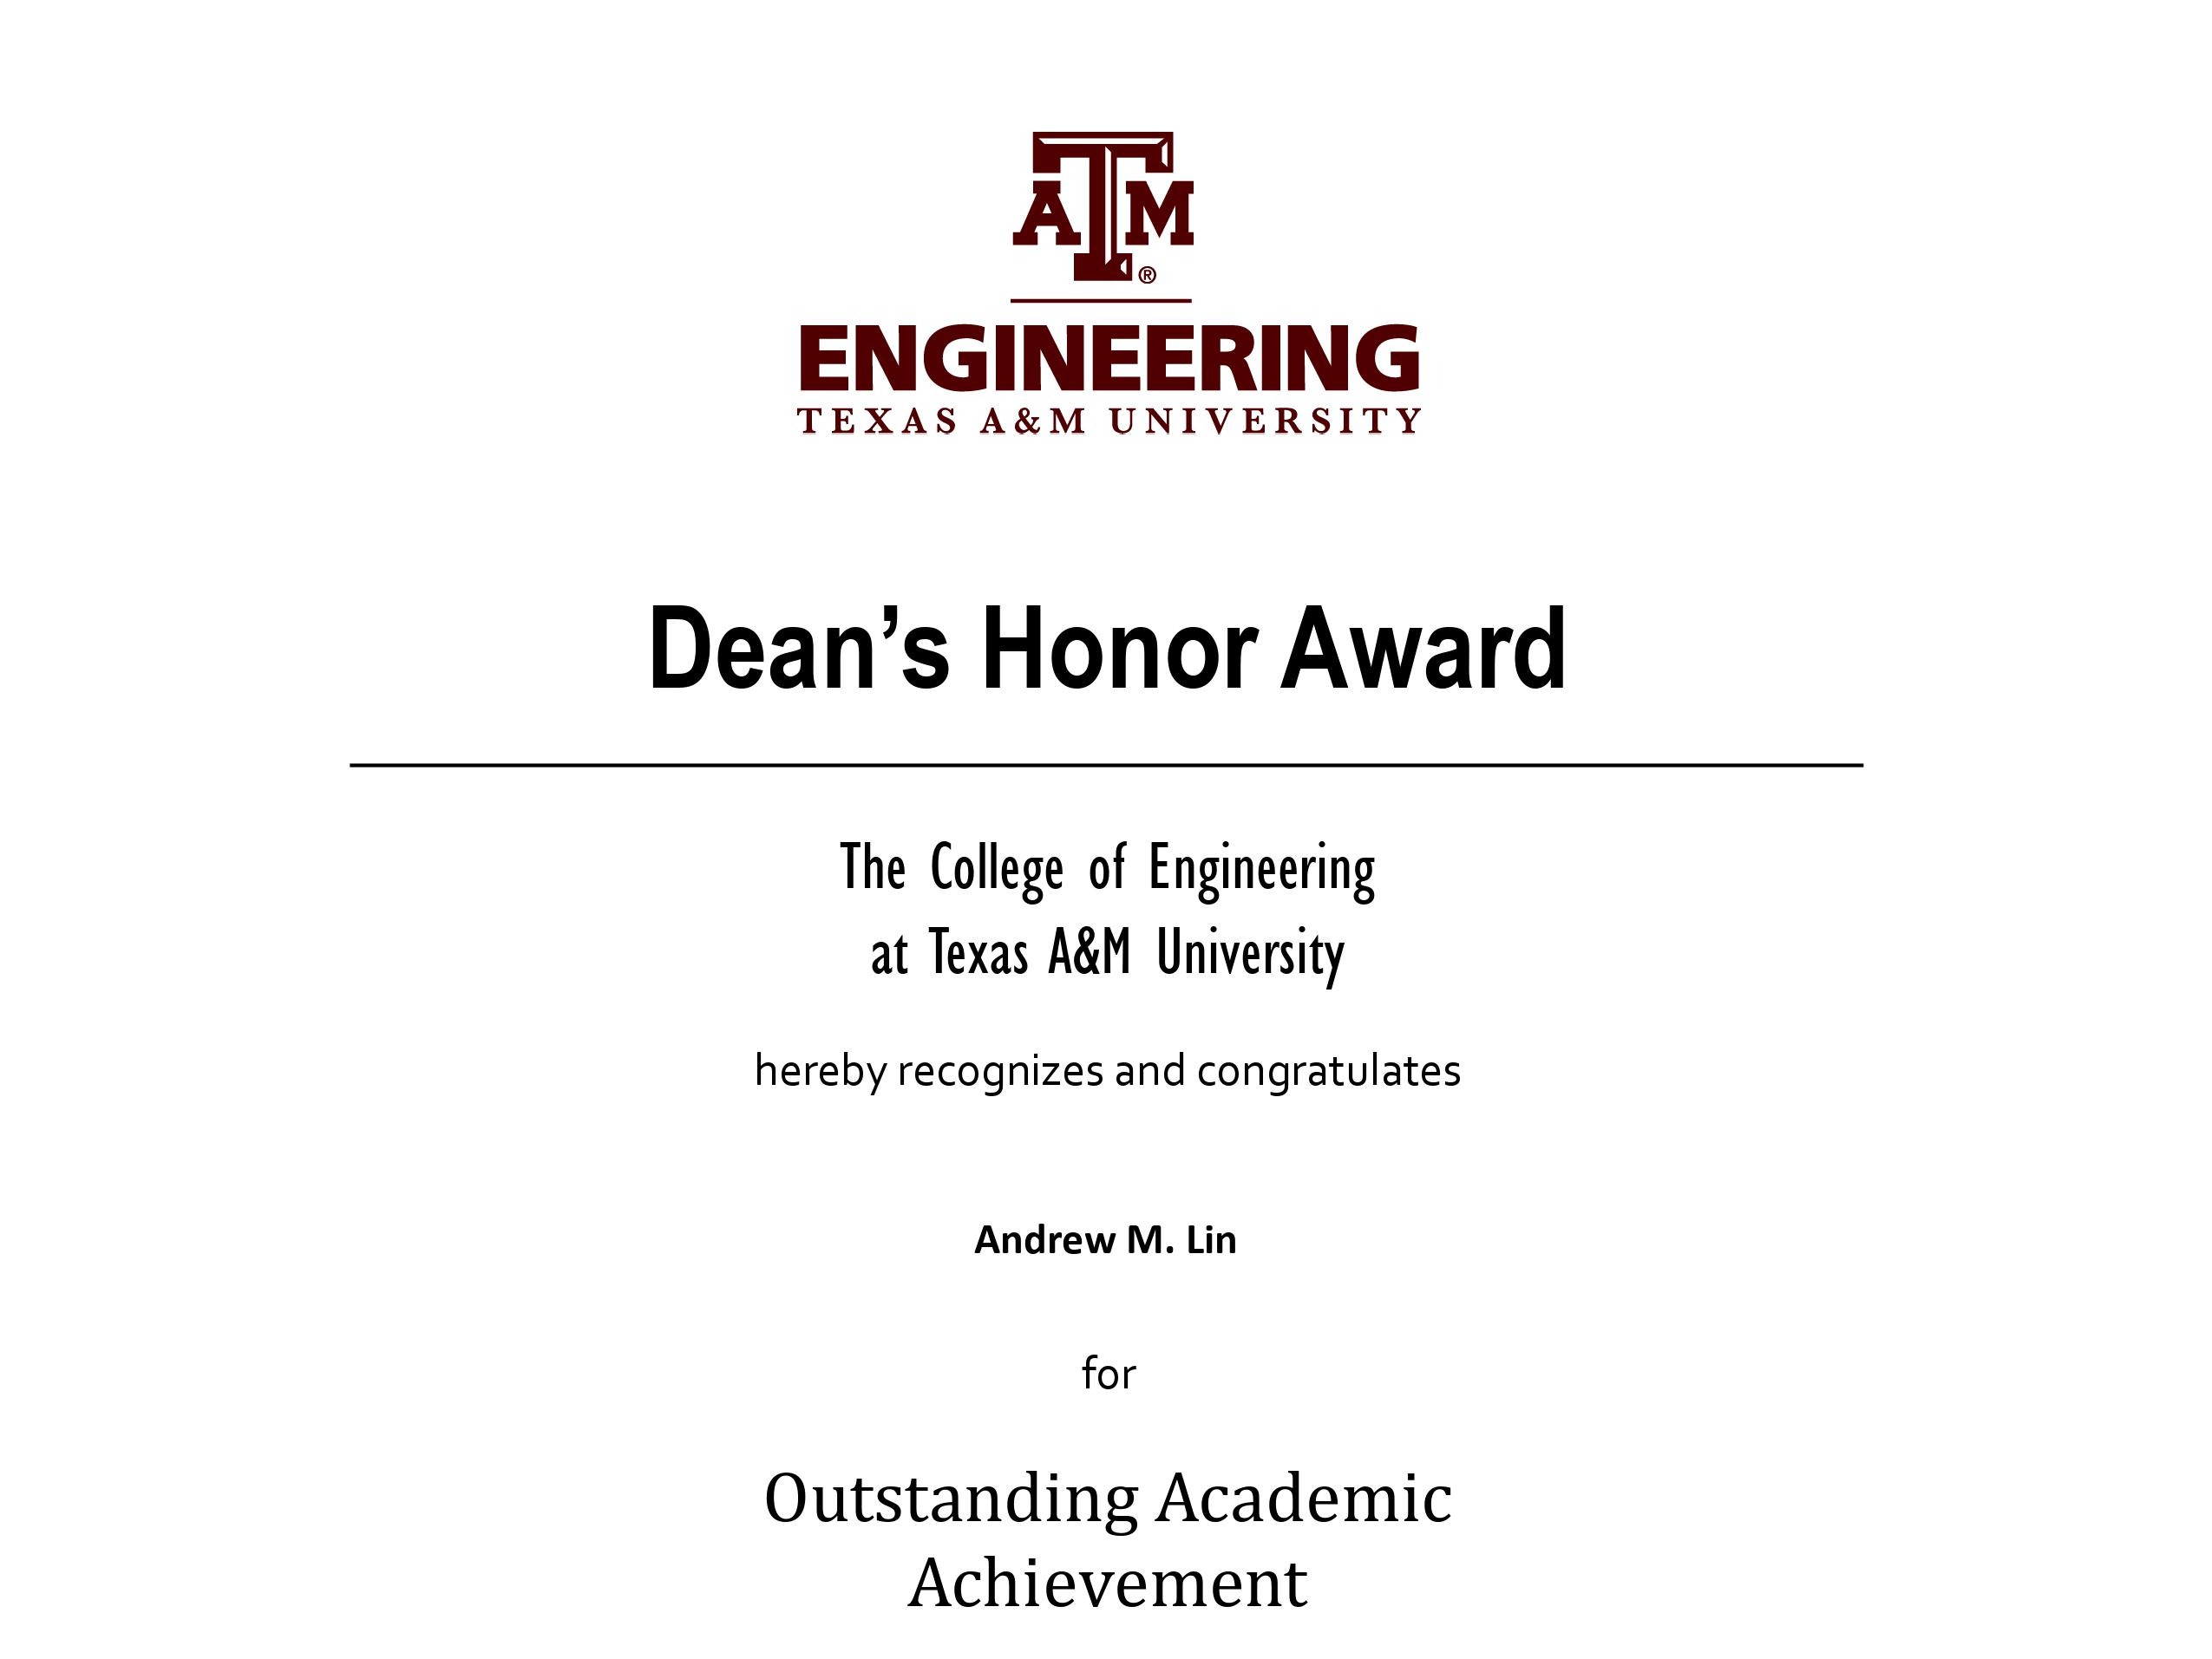 ATM®
ENGINEERING
TEXAS A&M UNIVERSITY
Dean’s Honor Award
The College of Engineering
at Texas A&M University
hereby recognizes and congratulates
Andrew M. Lin
for
Outstanding Academic
Achievement